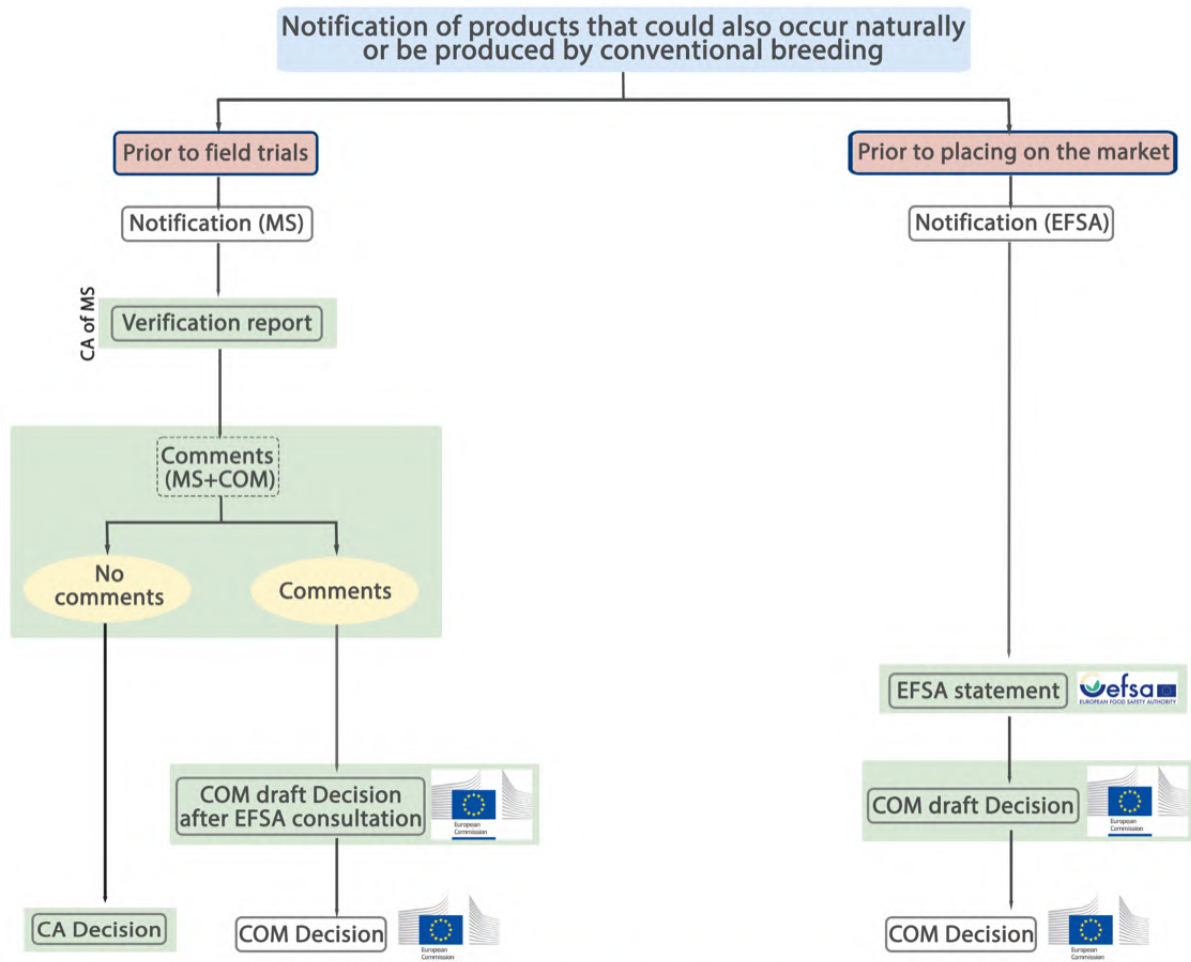 Notification of products that could also occur naturally
or be produced by conventional breeding
Prior to field trials
Prior to placing on the market
Notification (MS)
Notification (EFSA)
CA of MS
Verification report
Comments
(MS+COM)
No
comments
Comments
EFSA statement
efsa
EUROPEAN FOOD SAFETY AUTHORITY
COM draft Decision
after EFSA consultation
European
Commission
COM draft Decision
European
Commission
CA Decision
COM Decision
European
Commission
COM Decision
European
Commission